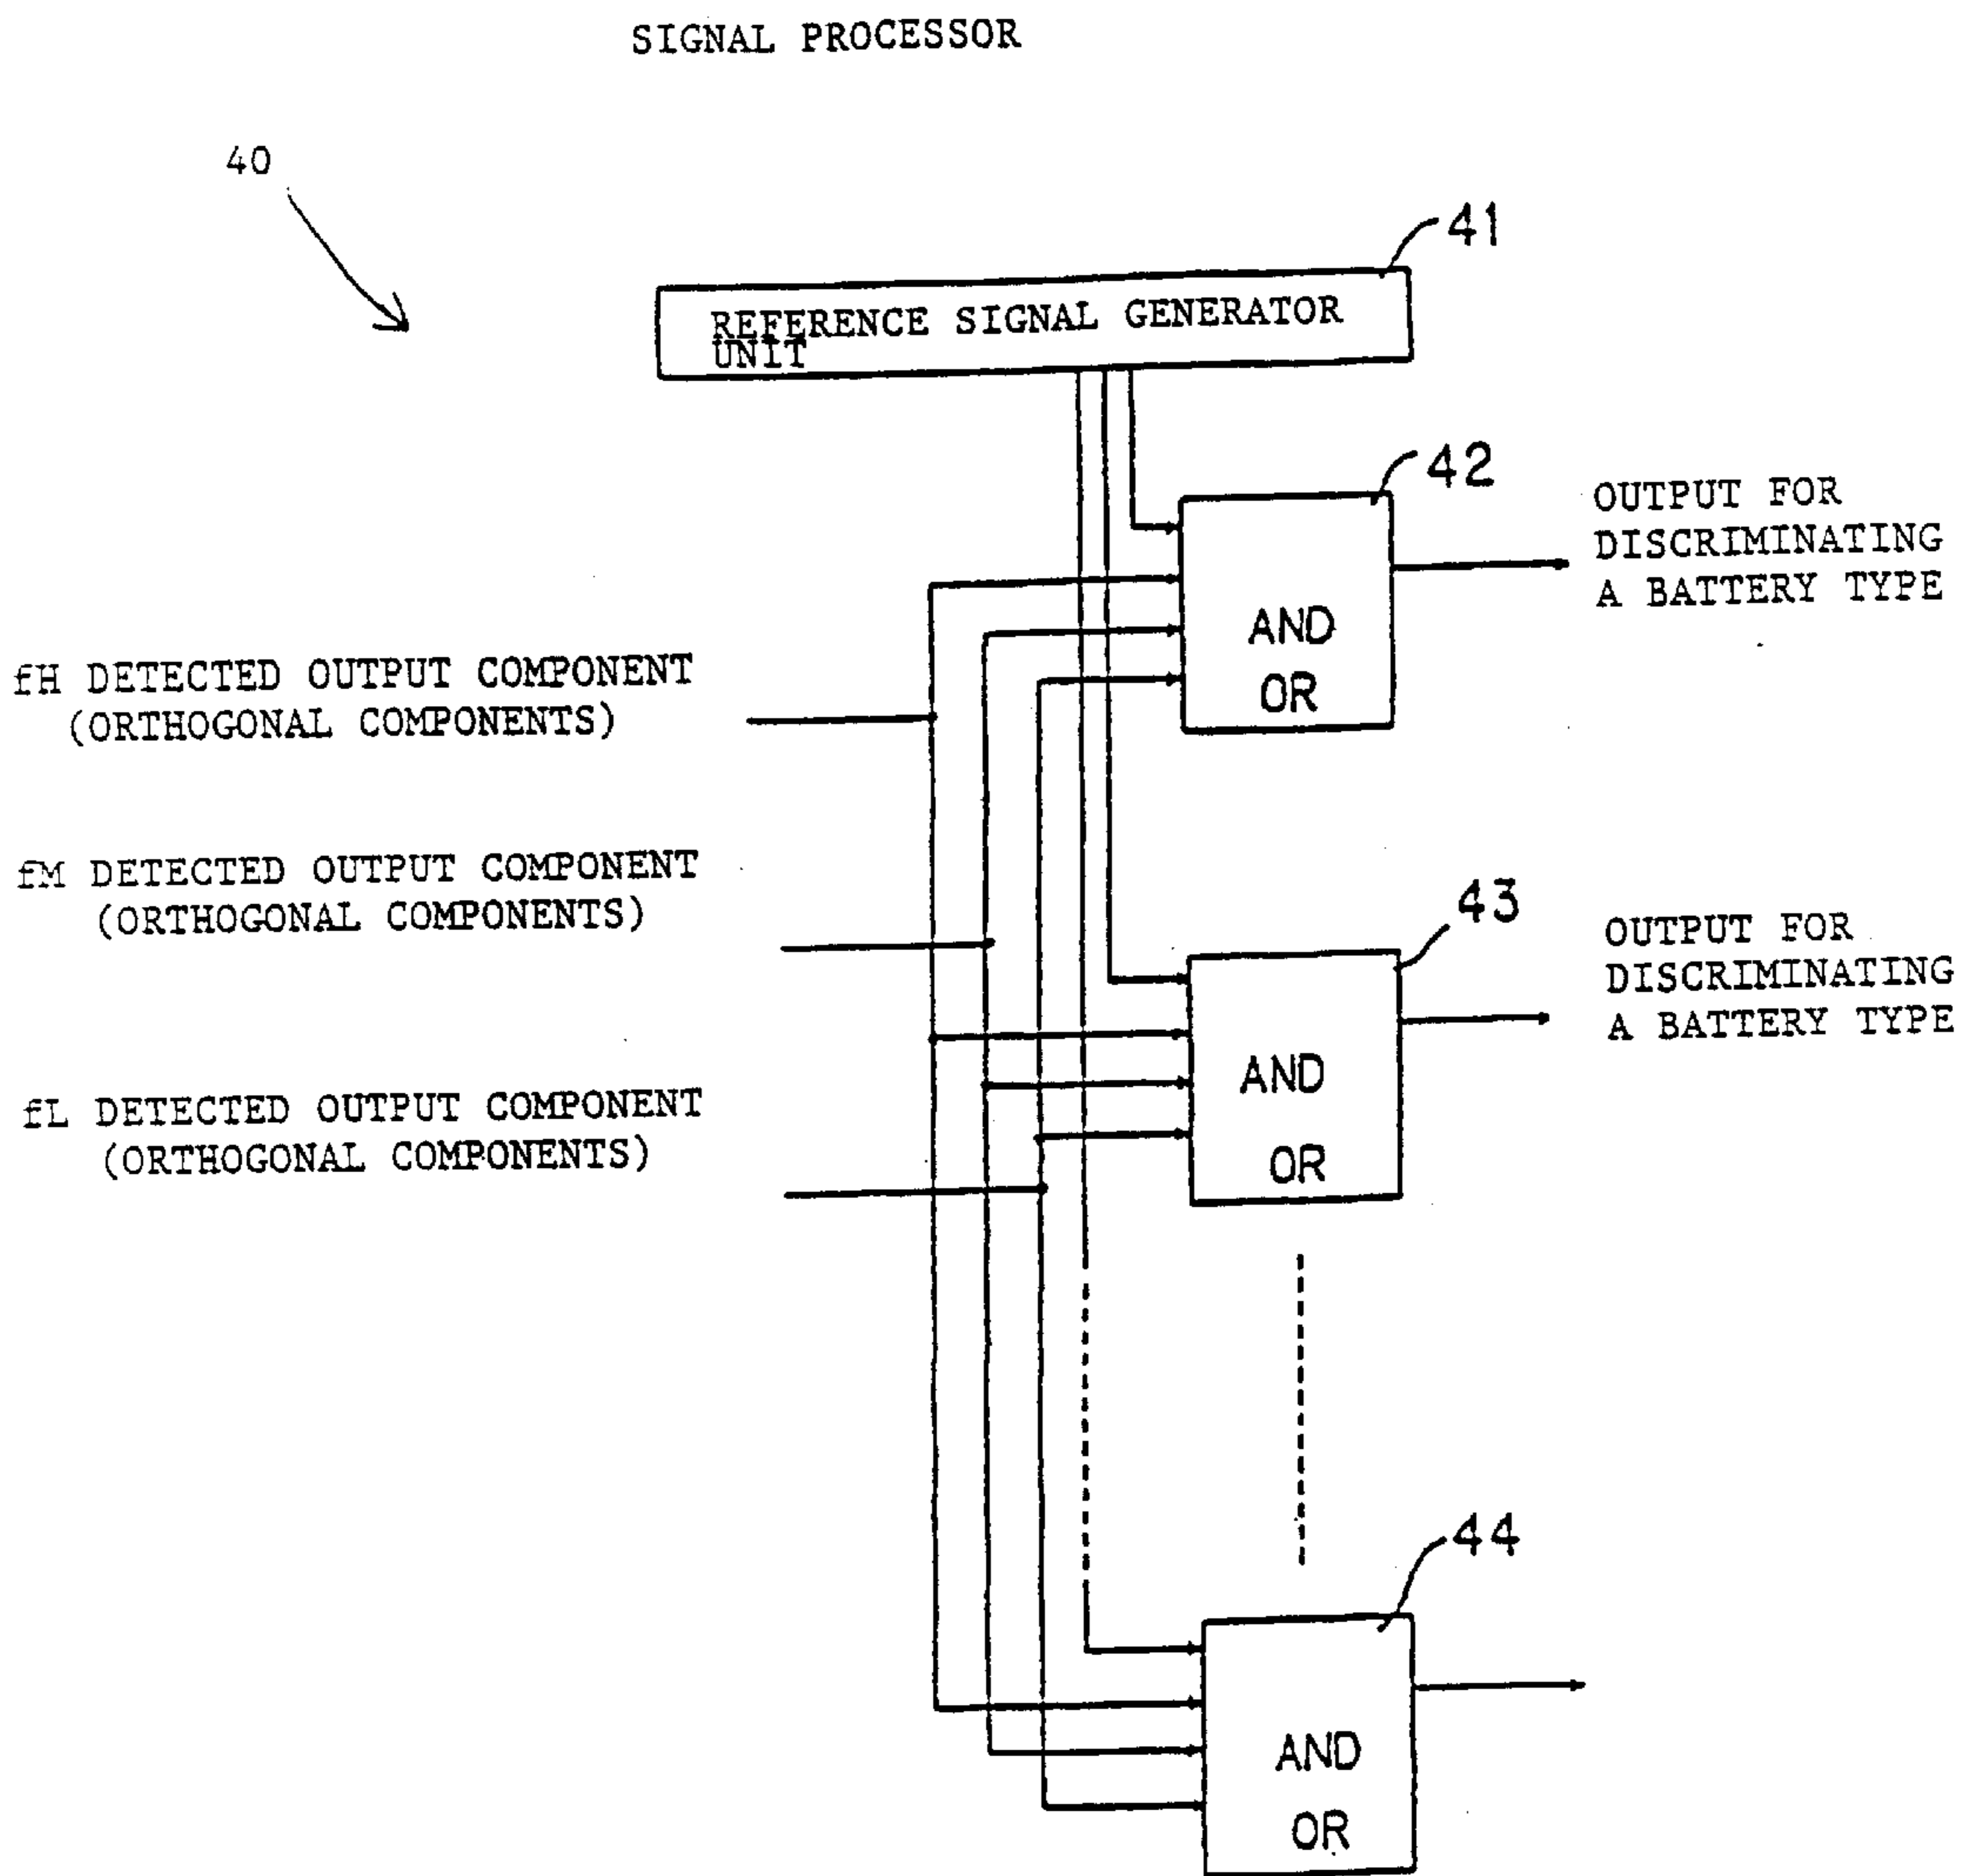 SIGNAL PROCESSOR
40
41
REFERENCE SIGNAL GENERATOR
UNIT
42
OUTPUT FOR
DISCRIMINATING
A BATTERY TYPE
AND
OR
fH DETECTED OUTPUT COMPONENT
(ORTHOGONAL COMPONENTS)
fM DETECTED OUTPUT COMPONENT
(ORTHOGONAL COMPONENTS)
43
OUTPUT FOR
DISCRIMINATING
A BATTERY TYPE
AND
OR
fL DETECTED OUTPUT COMPONENT
(ORTHOGONAL COMPONENTS)
44
AND
OR